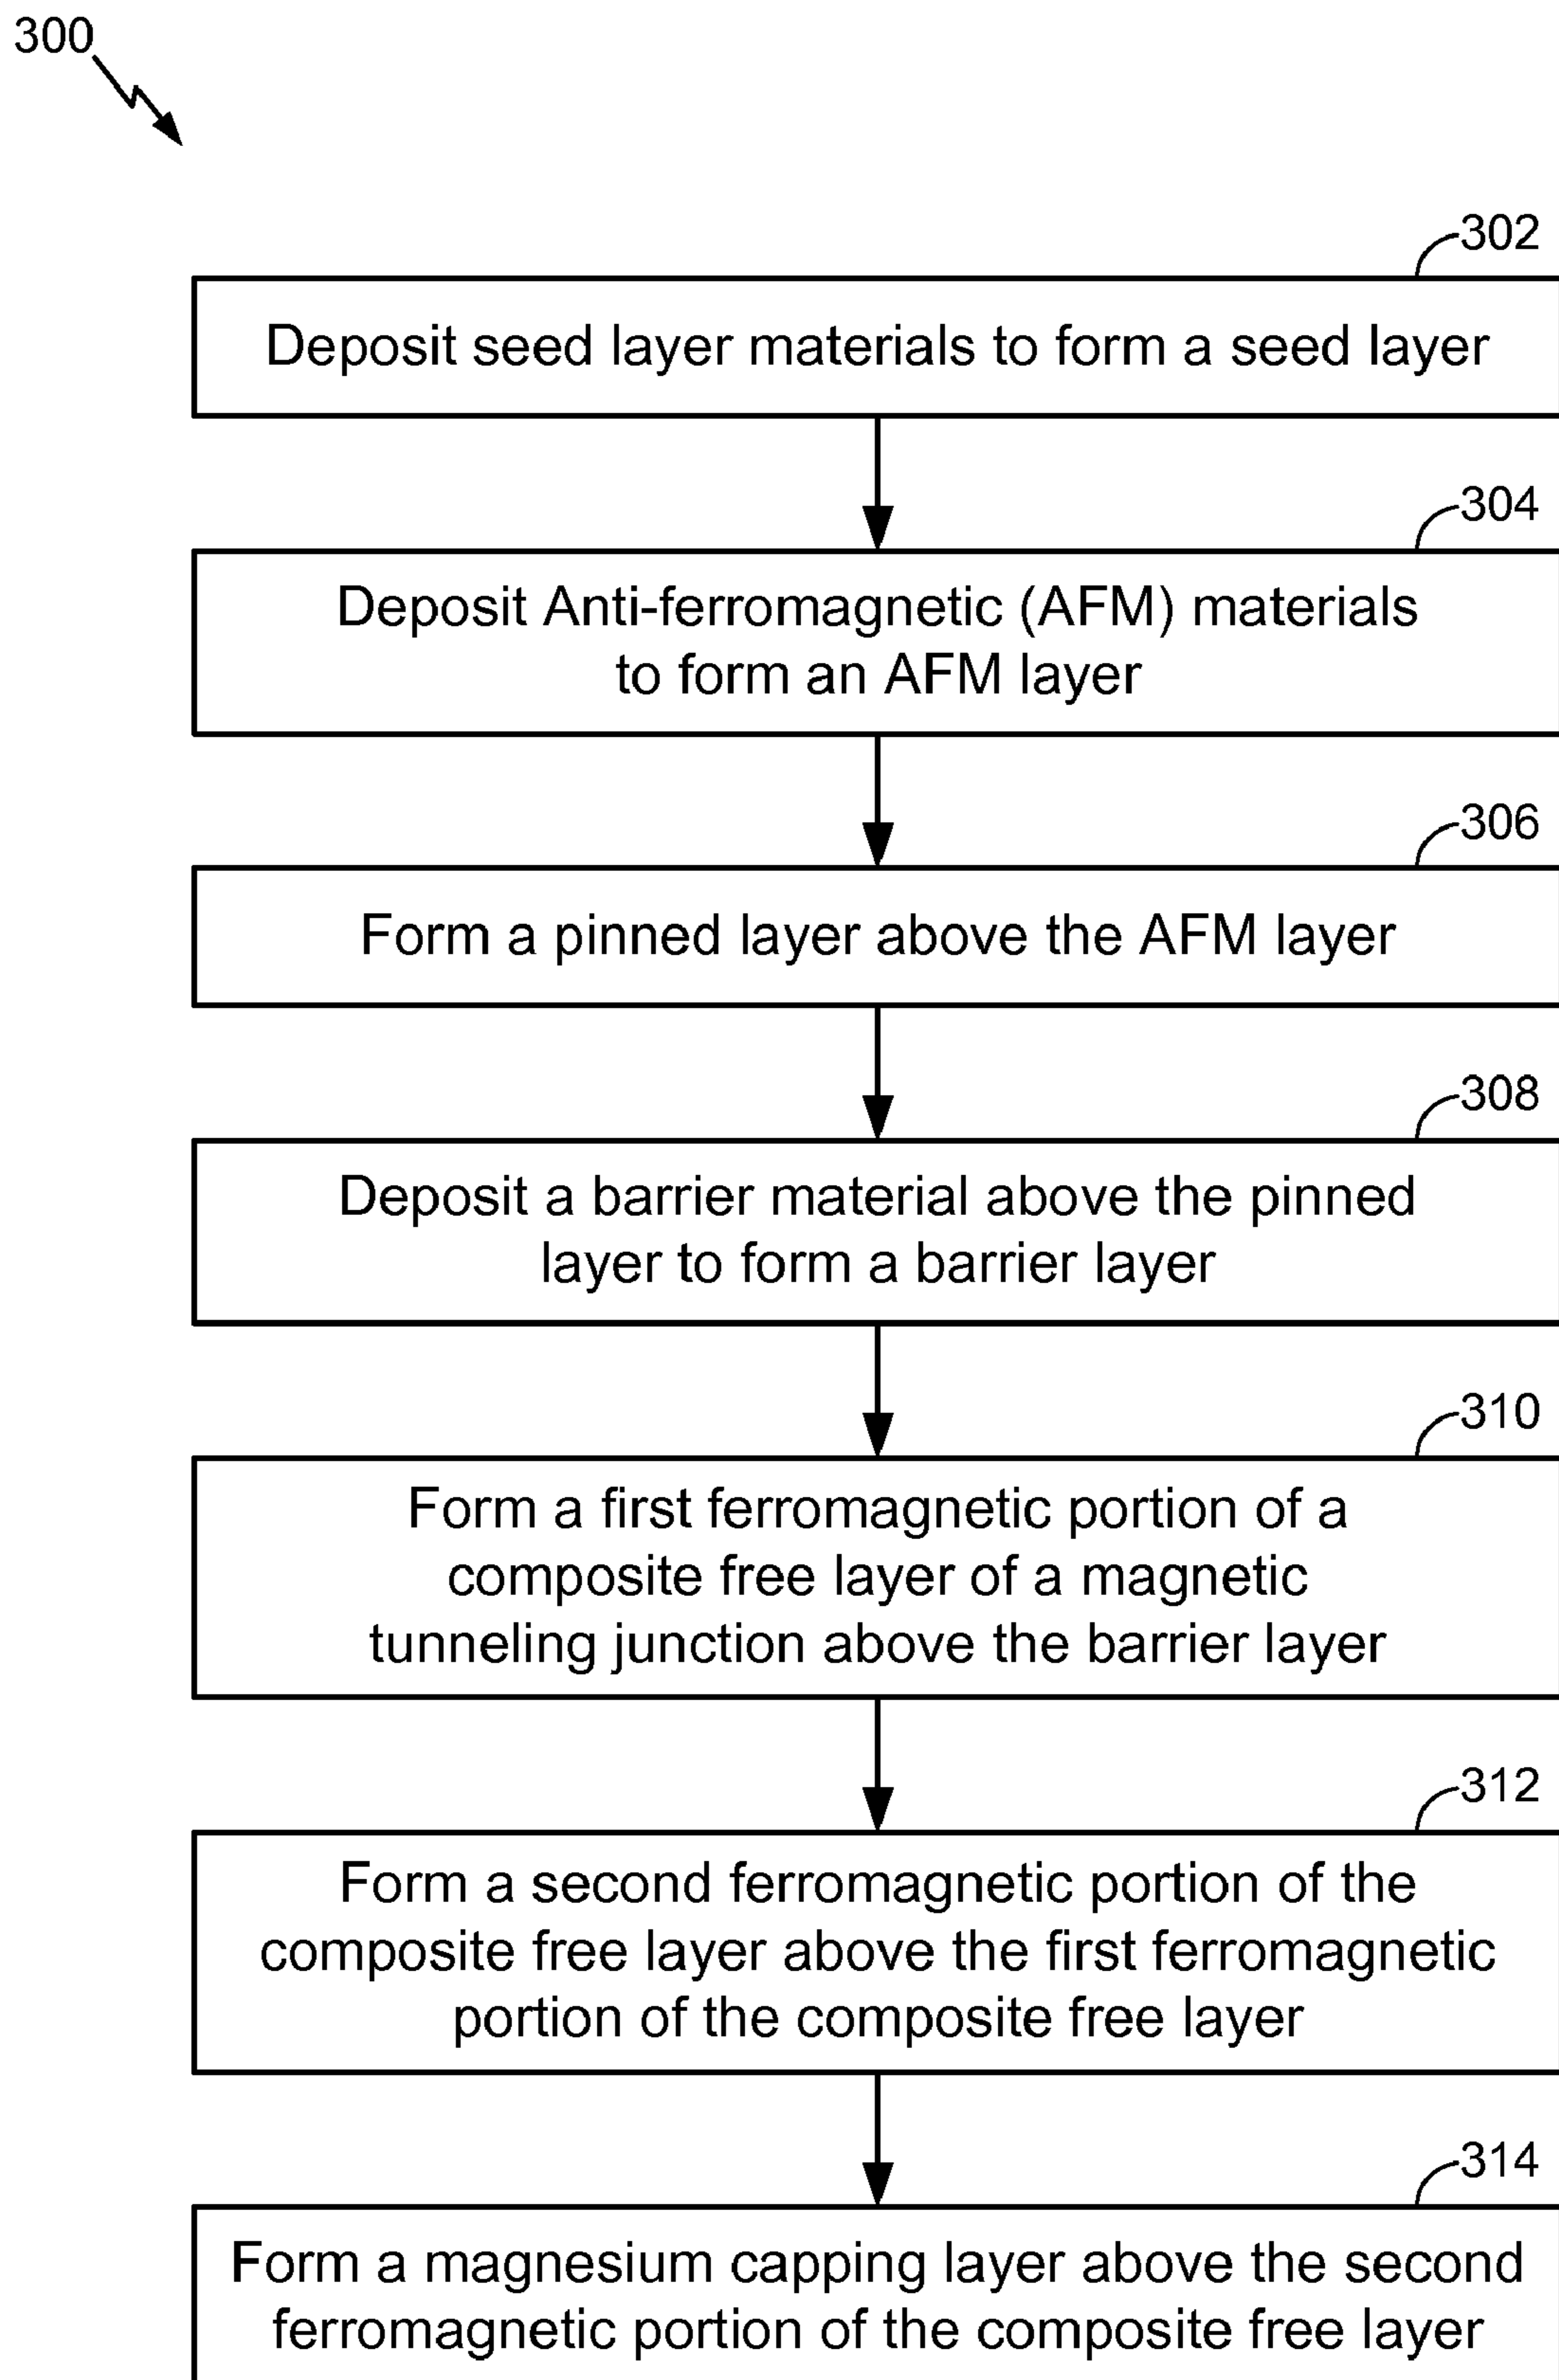 300
302
Deposit seed layer materials to form a seed layer
304
Deposit Anti-ferromagnetic (AFM) materials
to form an AFM layer
306
Form a pinned layer above the AFM layer
308
Deposit a barrier material above the pinned
layer to form a barrier layer
310
Form a first ferromagnetic portion of a
composite free layer of a magnetic
tunneling junction above the barrier layer
312
Form a second ferromagnetic portion of the
composite free layer above the first ferromagnetic
portion of the composite free layer
314
Form a magnesium capping layer above the second
ferromagnetic portion of the composite free layer